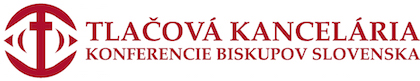 TLAČOVÁ KANCELÁRIA
KONFERENCIE BISKUPOV SLOVENSKA